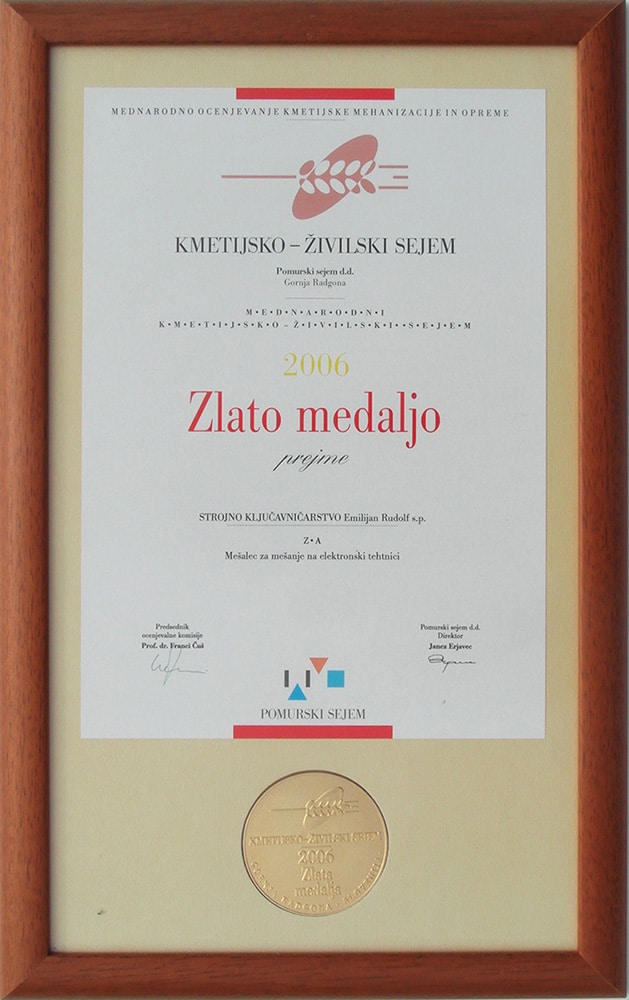 MEDNARODNO OCENJEVANJE KMETIJSKE MEHANIZACIJE IN OPREME
KMETIJSKO – ŽIVILSKI SEJEM
Pomurski sejem d.d.
Gornja Radgona
M•E•D•N•A•R•O•D•N•I
K•M•E•T•I•J•S•K•O–Ž•I•V•I•L•S•K•I••S•E•J•E•M
2006
Zlato medaljo
prejme
STROJNO KLJUČAVNIČARSTVO Emilijan Rudolf s.p.
Z•A
Mešalec za mešanje na elektronski tehtnici
Predsednik
ocenjevalne komisije
Prof. dr. Franci Čuš
Pomurski sejem d.d.
Direktor
Janez Erjavec
POMURSKI SEJEM
KMETIJSKO–ŽIVILSKI SEJEM
2006
Zlata
medalja
GORNJA RADGONA